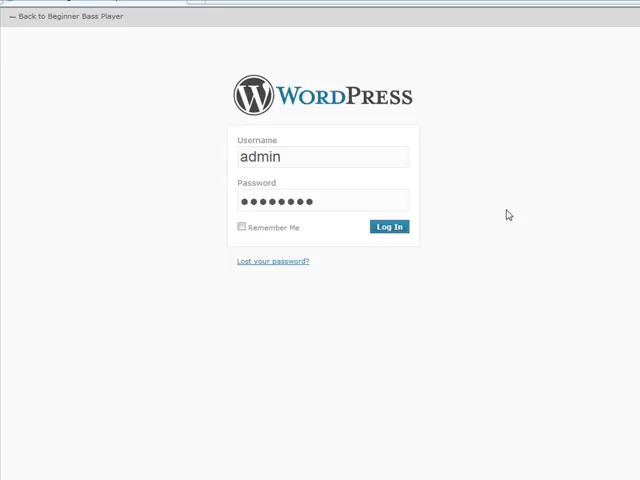 ← Back to Beginner Bass Player
WORDPRESS
Username
admin
Password
Remember Me
Log In
Lost your password?